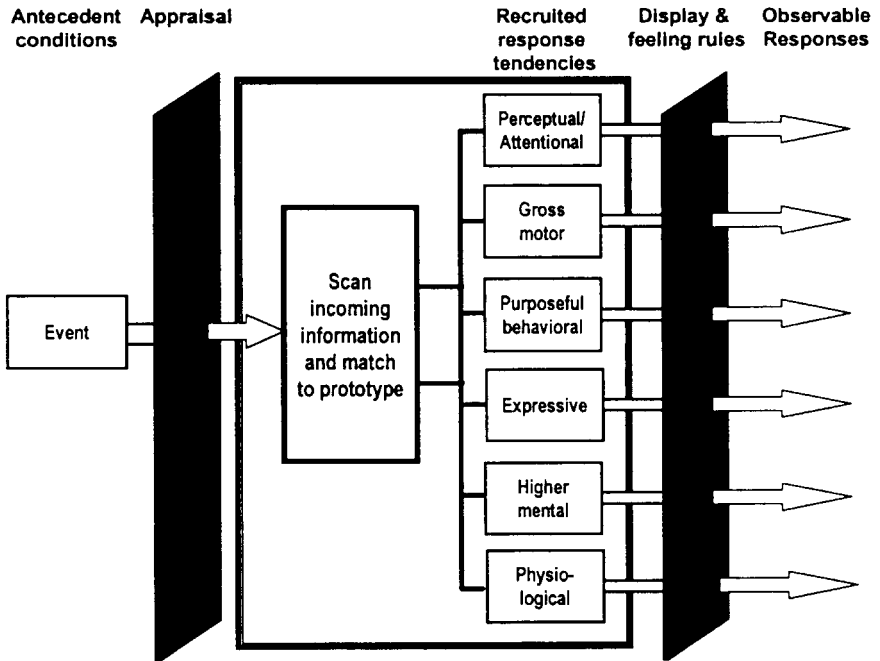 Antecedent conditions
Appraisal
Recruited response tendencies
Display & feeling rules
Observable Responses
Event
Scan
incoming
information
and match
to prototype
Perceptual/
Attentional
Gross
motor
Purposeful
behavioral
Expressive
Higher
mental
Physio-
logical